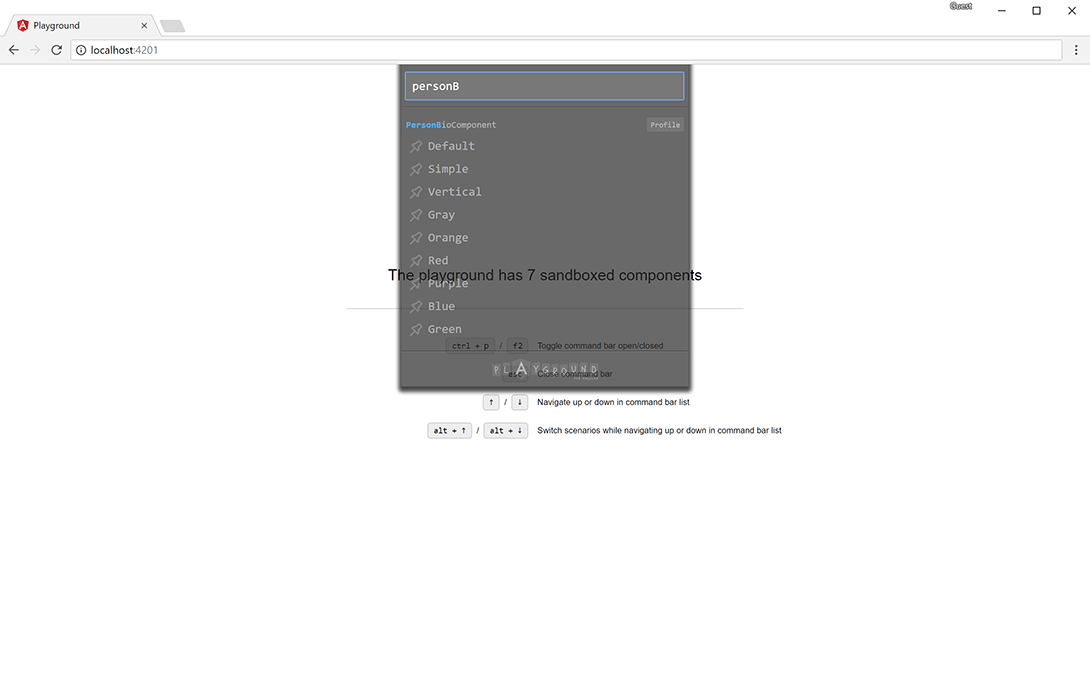 Guest
Playground
localhost:4201
personB
PersonBioComponent Profile
Default
Simple
Vertical
Gray
Orange
Red
The playground has 7 sandboxed components
Purple
Blue
Green
ctrl + p / f2 Toggle command bar open/closed
PLAYGROUND
esc Close command bar
↑ / ↓ Navigate up or down in command bar list
alt + ↑ / alt + ↓ Switch scenarios while navigating up or down in command bar list